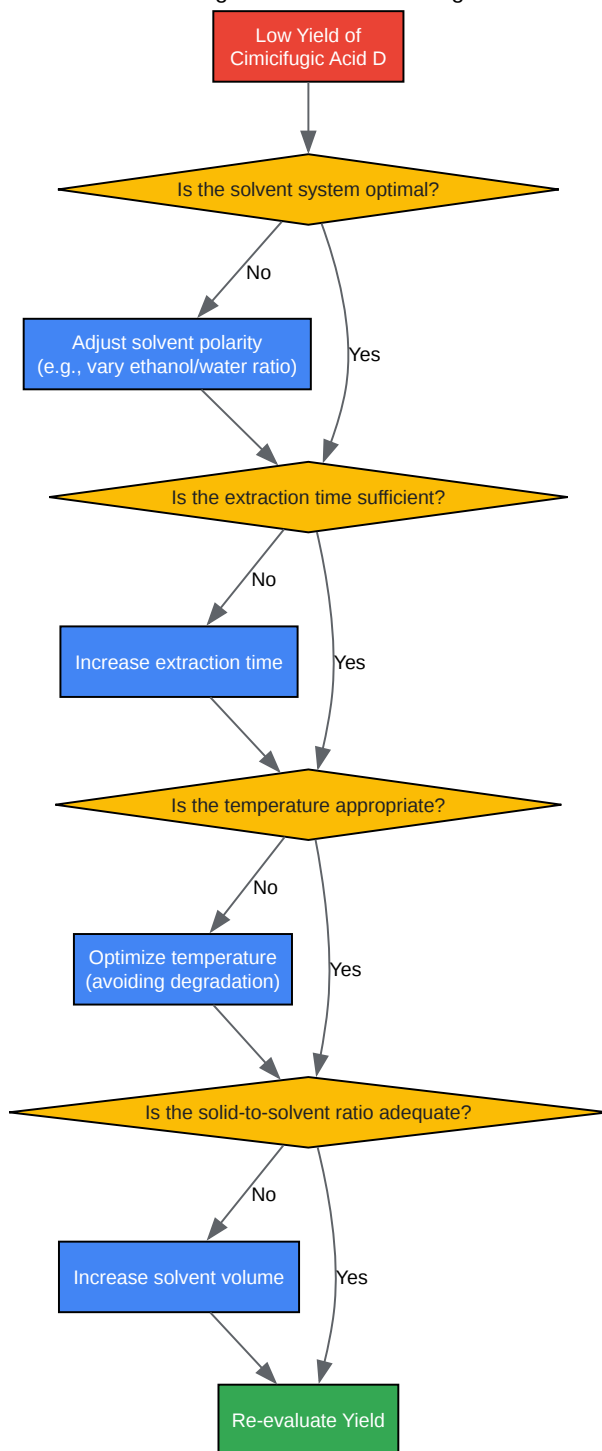 Low Yield of
Cimicifugic Acid D
Is the solvent system optimal?
No
Adjust solvent polarity
(e.g., vary ethanol/water ratio)
Yes
Is the extraction time sufficient?
No
Increase extraction time
Yes
Is the temperature appropriate?
No
Optimize temperature
(avoiding degradation)
Yes
Is the solid-to-solvent ratio adequate?
No
Increase solvent volume
Yes
Re-evaluate Yield